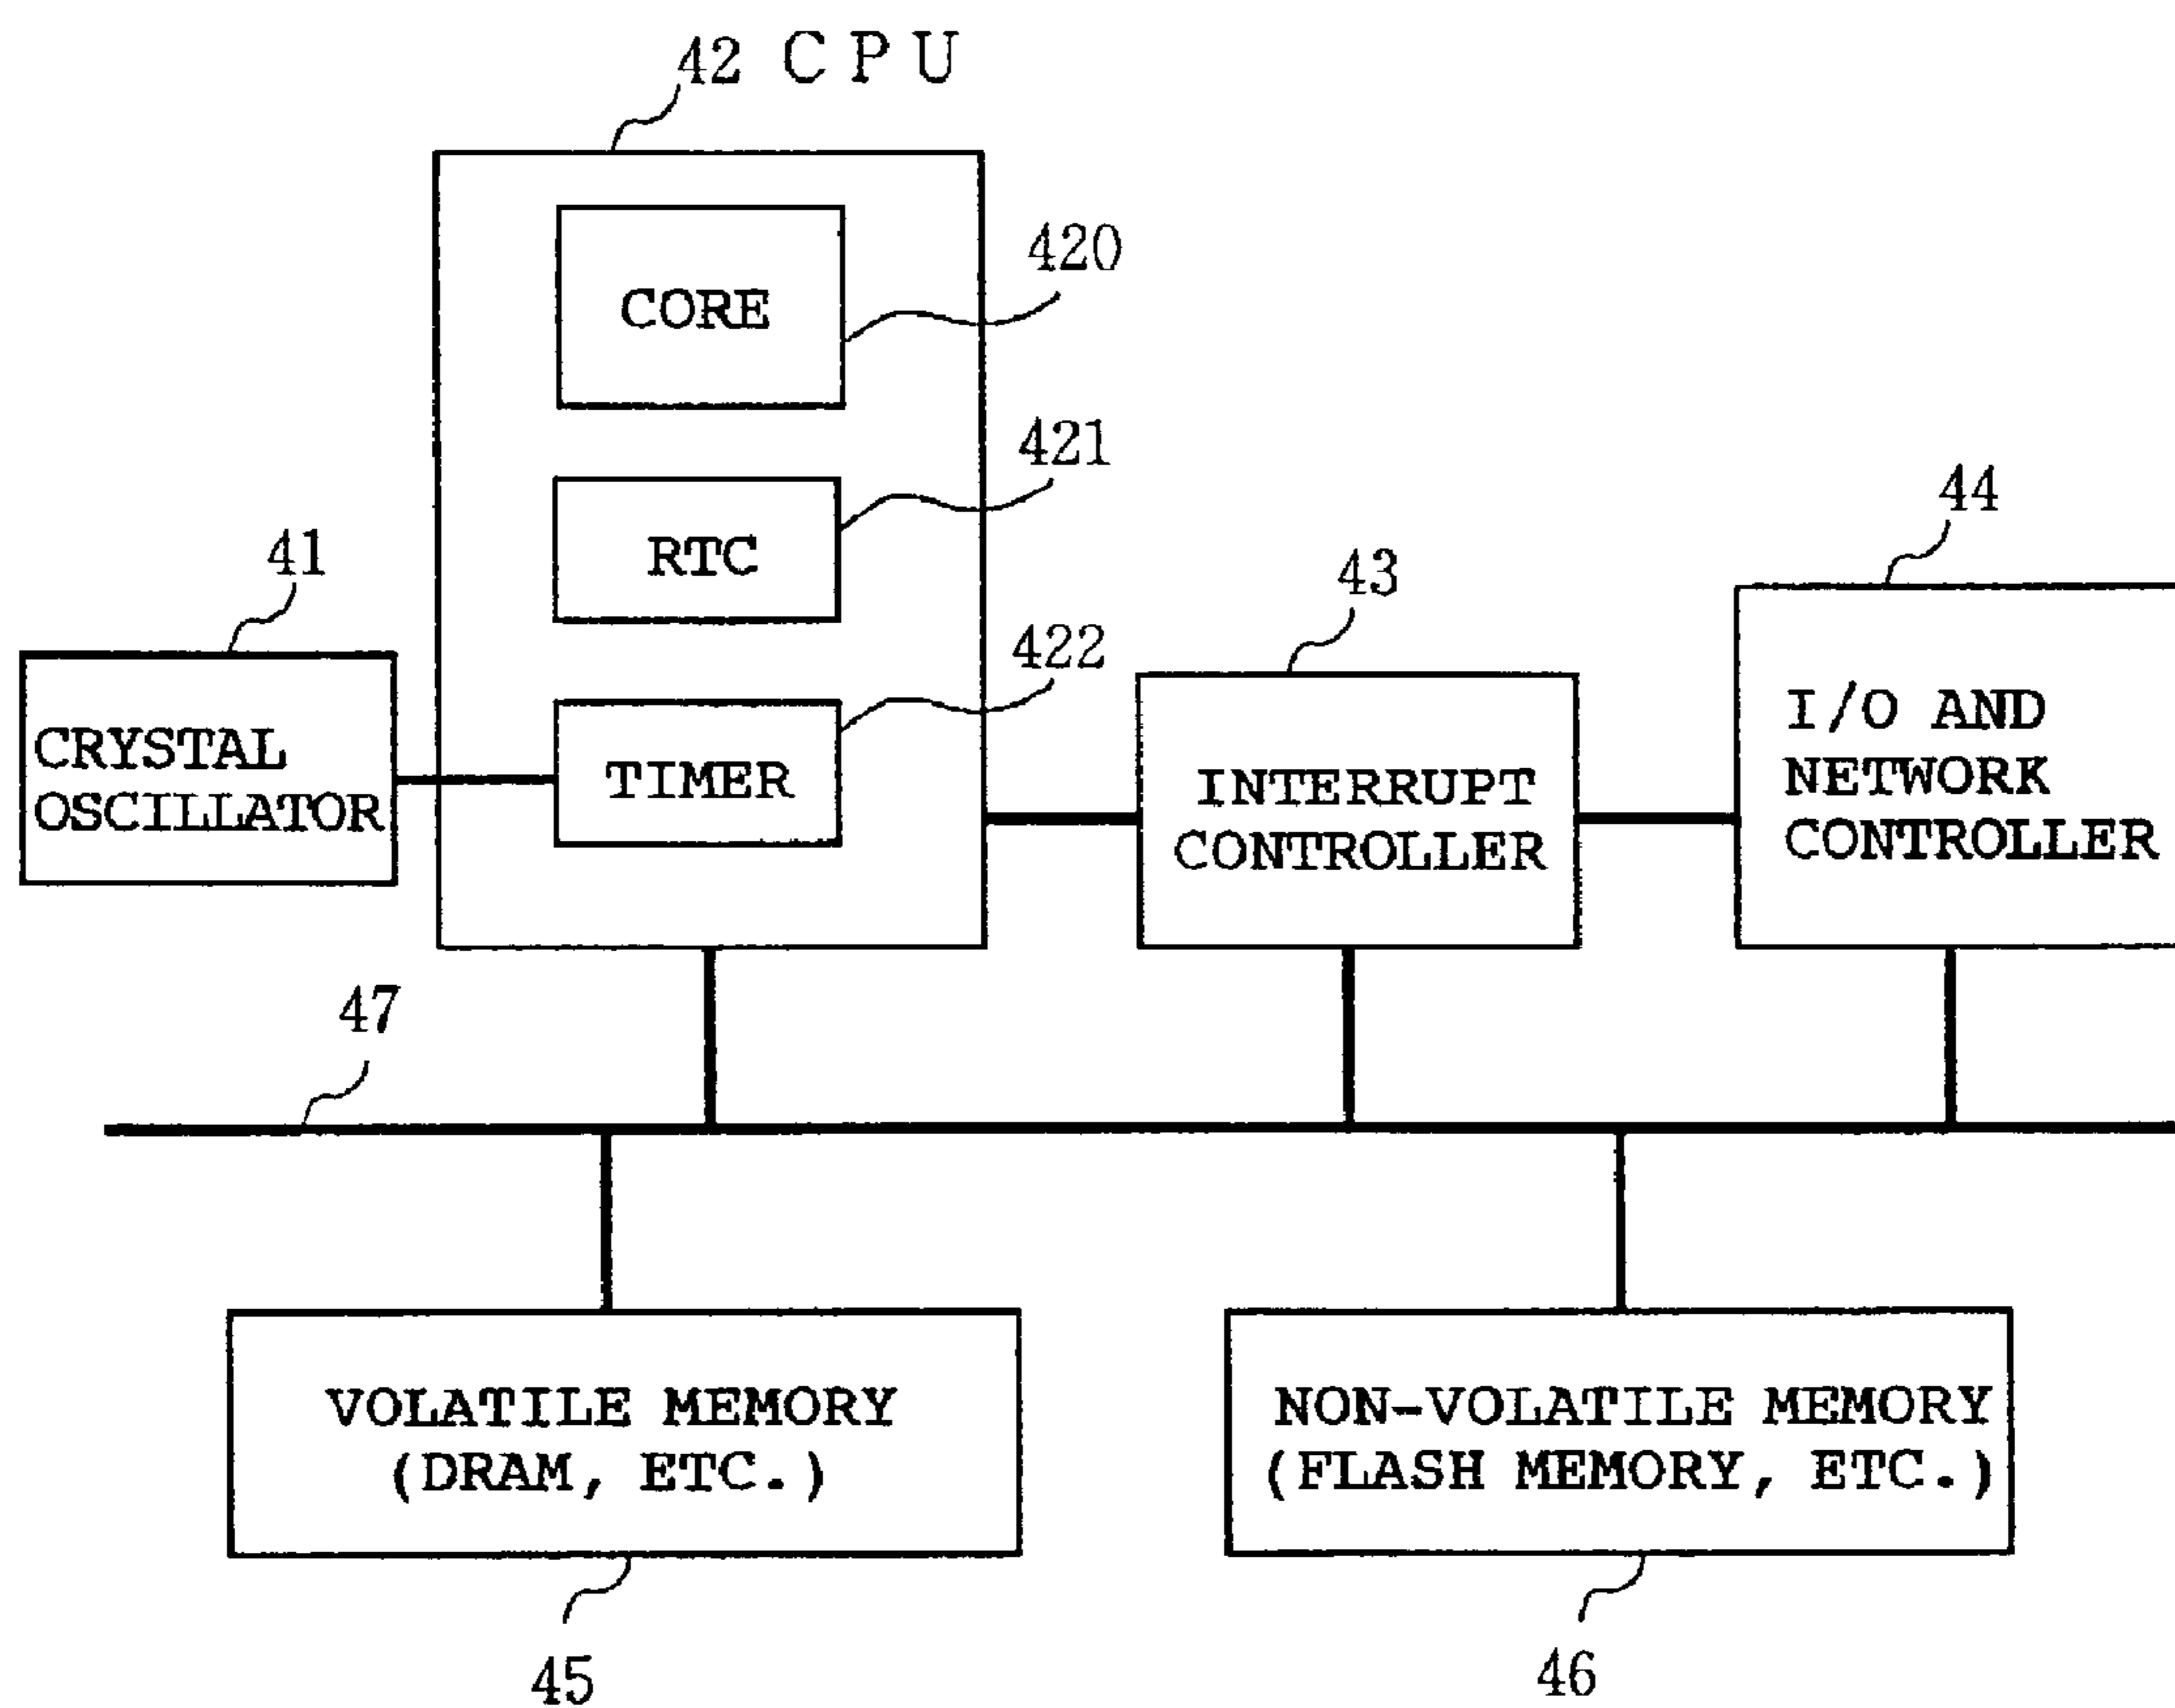 42 CPU
CORE
420
RTC
421
TIMER
422
41
CRYSTAL
OSCILLATOR
43
INTERRUPT
CONTROLLER
44
I/O AND
NETWORK
CONTROLLER
47
VOLATILE MEMORY
(DRAM, ETC.)
45
NON-VOLATILE MEMORY
(FLASH MEMORY, ETC.)
46